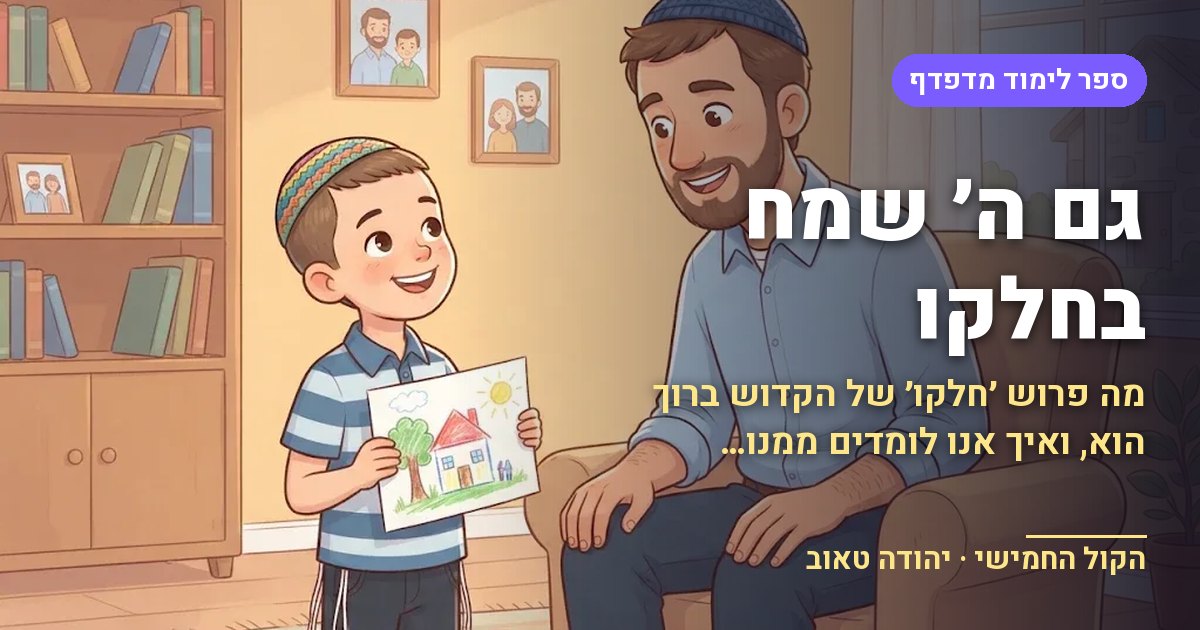 ספר לימוד מדפדף
גם ה׳ שמח
בחלקו
מה פרוש ׳חלקו׳ של הקדוש ברוך
הוא, ואיך אנו לומדים ממנו...
הקול החמישי · יהודה טאוב